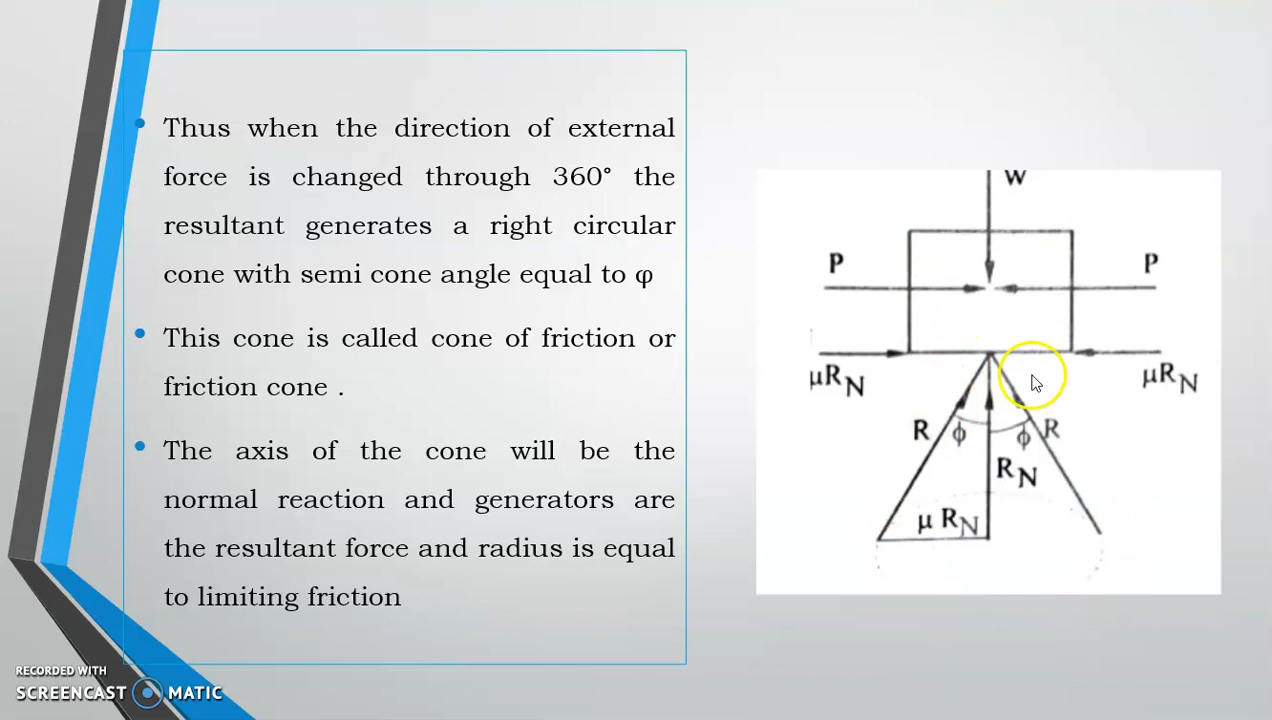 Thus when the direction of external
force is changed through 360° the
resultant generates a right circular
cone with semi cone angle equal to φ
This cone is called cone of friction or
friction cone .
The axis of the cone will be the
normal reaction and generators are
the resultant force and radius is equal
to limiting friction
W
P
P
μRN
μRN
R
ϕ
ϕ
R
RN
μ RN
RECORDED WITH
SCREENCAST MATIC